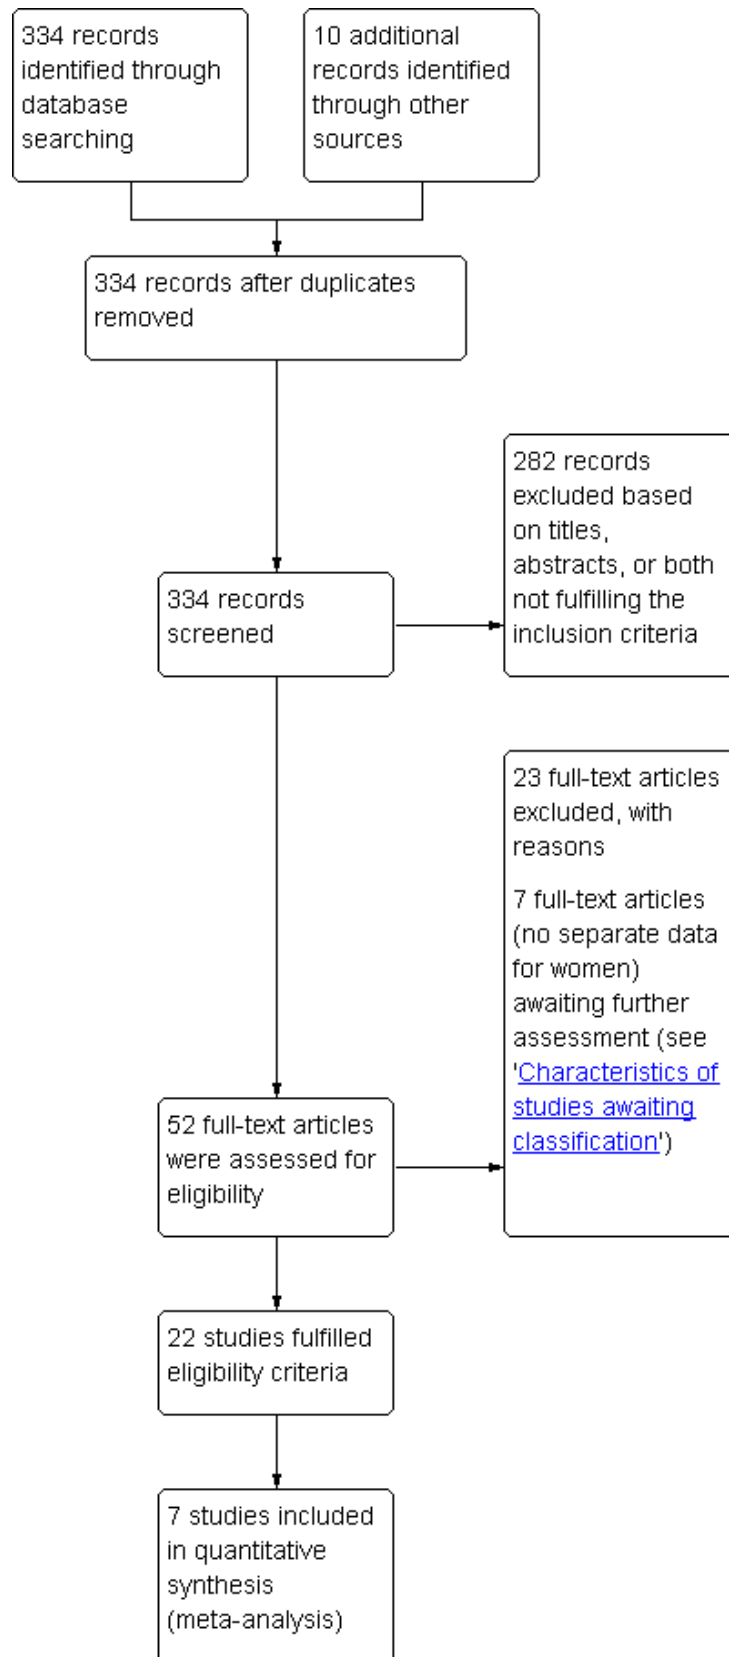 334 records
identified through
database
searching
10 additional
records identified
through other
sources
334 records after duplicates
removed
282 records
excluded based
on titles,
abstracts, or both
not fulfilling the
inclusion criteria
334 records
screened
23 full-text articles
excluded, with
reasons
7 full-text articles
(no separate data
for women)
awaiting further
assessment (see
'Characteristics of
studies awaiting
classification')
52 full-text articles
were assessed for
eligibility
22 studies fulfilled
eligibility criteria
7 studies included
in quantitative
synthesis
(meta-analysis)